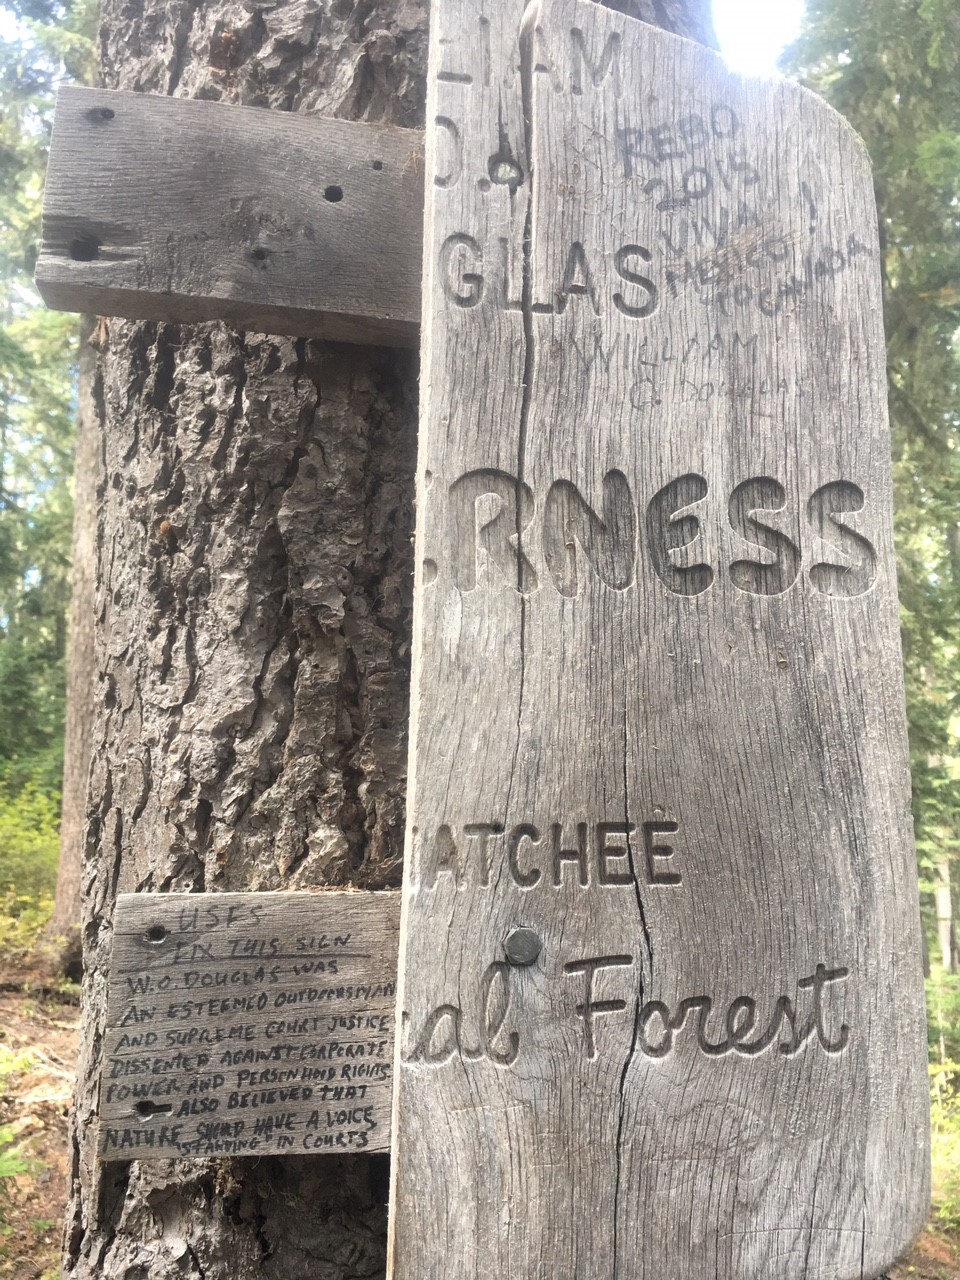 LIAM
O.
GLAS
REBO
2015
VIVA !
MEXICO
TO CANADA
WILLIAM
O. DOUGLAS
RNESS
ATCHEE
al Forest
USFS
FIX THIS SIGN
W.O. DOUGLAS WAS
AN ESTEEMED OUTDOORSMAN
AND SUPREME COURT JUSTICE
DISSENTED AGAINST CORPORATE
POWER AND PERSONHOOD RIGHTS
ALSO BELIEVED THAT
NATURE SHOULD HAVE A VOICE
"STANDING" IN COURTS